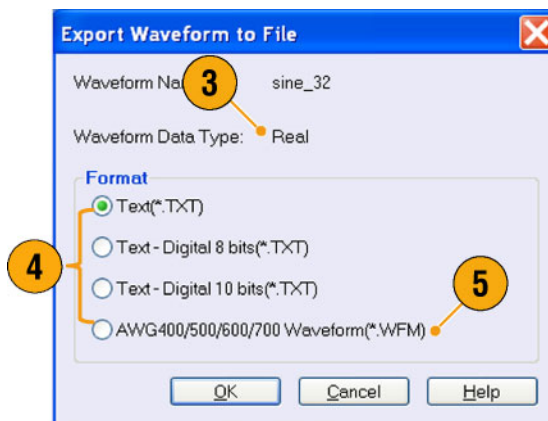 Export Waveform to File
Waveform Na
3
sine_32
Waveform Data Type:
Real
Format
Text(*.TXT)
Text - Digital 8 bits(*.TXT)
4
Text - Digital 10 bits(*.TXT)
5
AWG400/500/600/700 Waveform(*.WFM)
OK
Cancel
Help